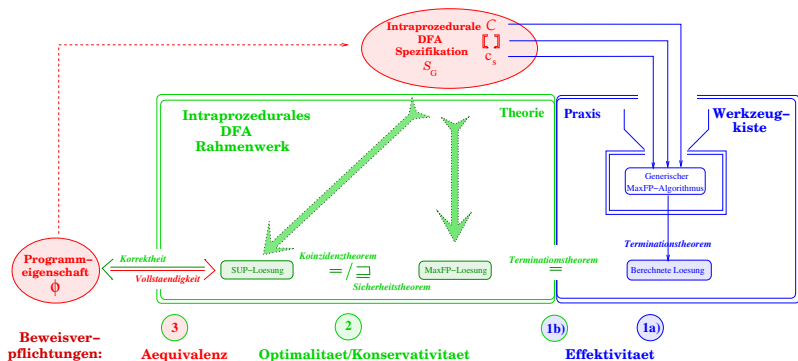 Intraprozedurale C
DFA ⟦ ⟧
Spezifikation c_s
S_G
Intraprozedurales
DFA
Rahmenwerk
Theorie
Praxis
Werkzeug–
kiste
Generischer
MaxFP–Algorithmus
Terminationstheorem
Berechnete Loesung
Programm–
eigenschaft
ϕ
Korrektheit
Vollstaendigkeit
SUP–Loesung
Koinzidenztheorem
= / ⊒
Sicherheitstheorem
MaxFP–Loesung
Terminationstheorem
=
3
2
1b)
1a)
Beweisver–
pflichtungen:
Aequivalenz
Optimalitaet/Konservativitaet
Effektivitaet